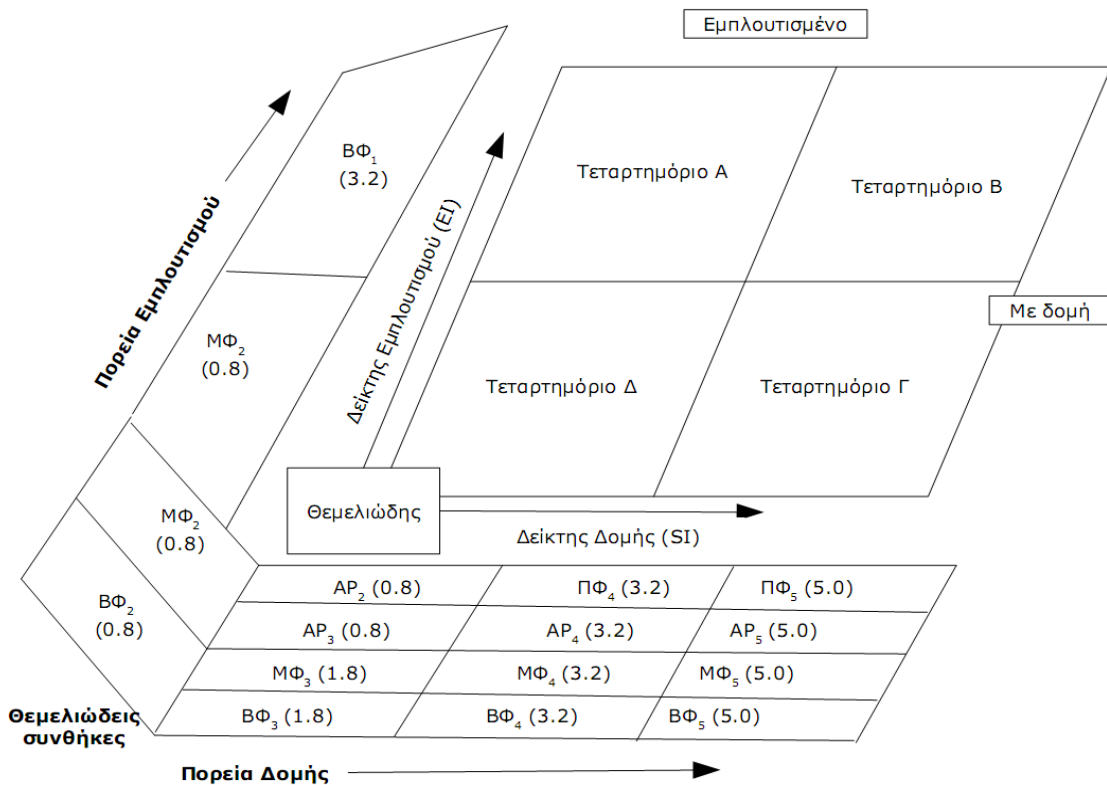 Εμπλουτισμένο
ΒΦ₁
(3.2)
Τεταρτημόριο Α
Τεταρτημόριο Β
Πορεία Εμπλουτισμού
Δείκτης Εμπλουτισμού (EI)
Με δομή
ΜΦ₂
(0.8)
Τεταρτημόριο Δ
Τεταρτημόριο Γ
Θεμελιώδης
ΜΦ₂
(0.8)
Δείκτης Δομής (SI)
ΒΦ₂
(0.8)
ΑΡ₂ (0.8) ΠΦ₄ (3.2) ΠΦ₅ (5.0)
ΑΡ₃ (0.8) ΑΡ₄ (3.2) ΑΡ₅ (5.0)
ΜΦ₃ (1.8) ΜΦ₄ (3.2) ΜΦ₅ (5.0)
ΒΦ₃ (1.8) ΒΦ₄ (3.2) ΒΦ₅ (5.0)
Θεμελιώδεις
συνθήκες
Πορεία Δομής